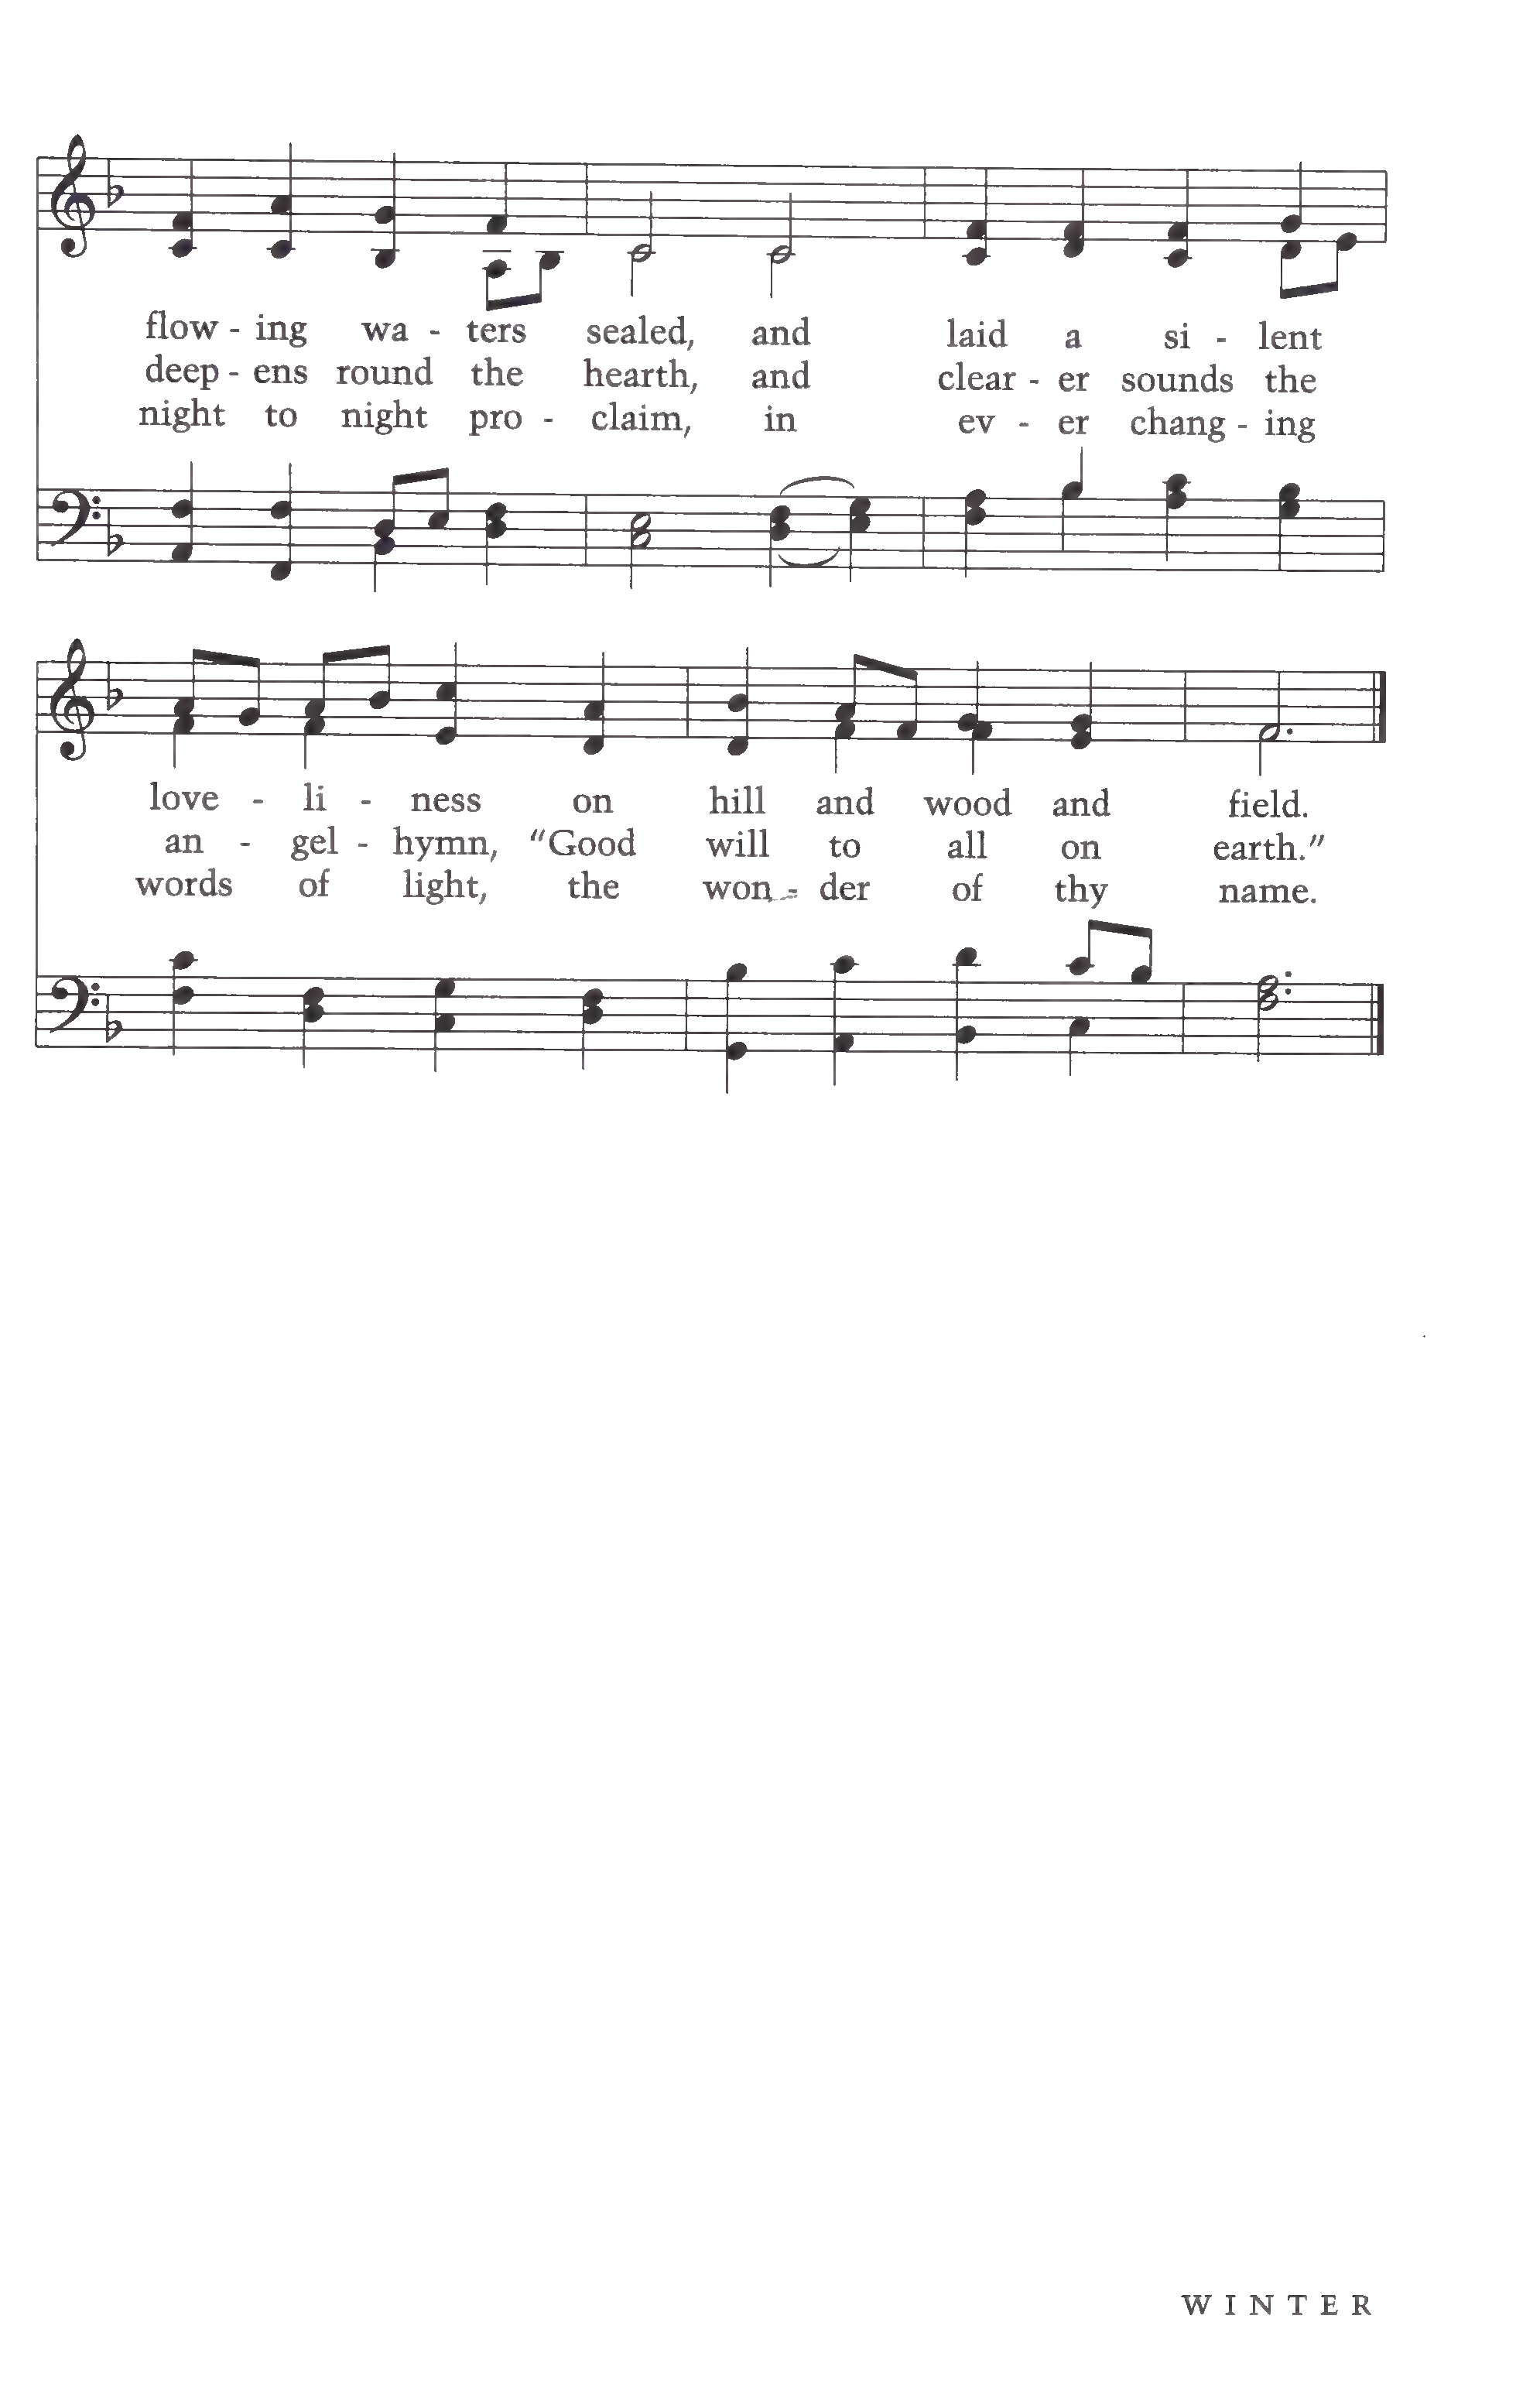 flow - ing wa - ters sealed, and laid a si - lent
deep - ens round the hearth, and clear - er sounds the
night to night pro - claim, in ev - er chang - ing
love - li - ness on hill and wood and field.
an - gel - hymn, "Good will to all on earth."
words of light, the won - der of thy name.
WINTER